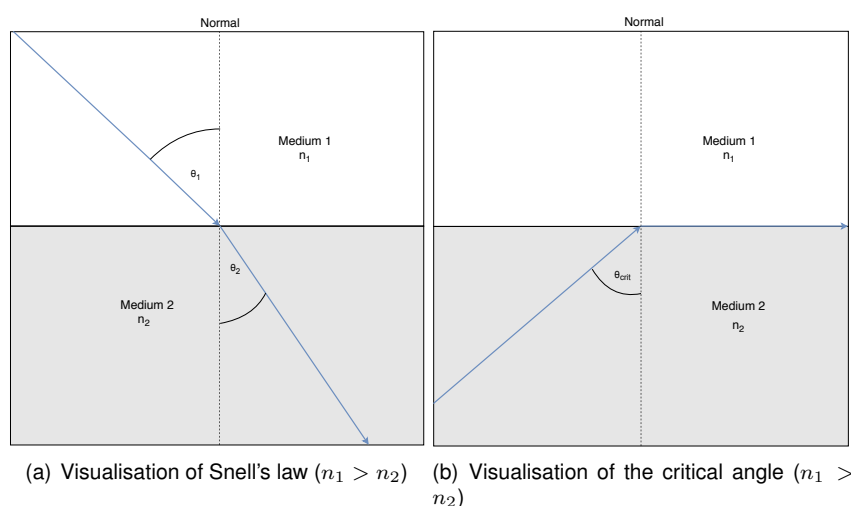 Normal
Medium 1
n₁
θ₁
θ₂
Medium 2
n₂
(a) Visualisation of Snell's law (n₁ > n₂)
Normal
Medium 1
n₁
θcrit
Medium 2
n₂
(b) Visualisation of the critical angle (n₁ >
n₂)